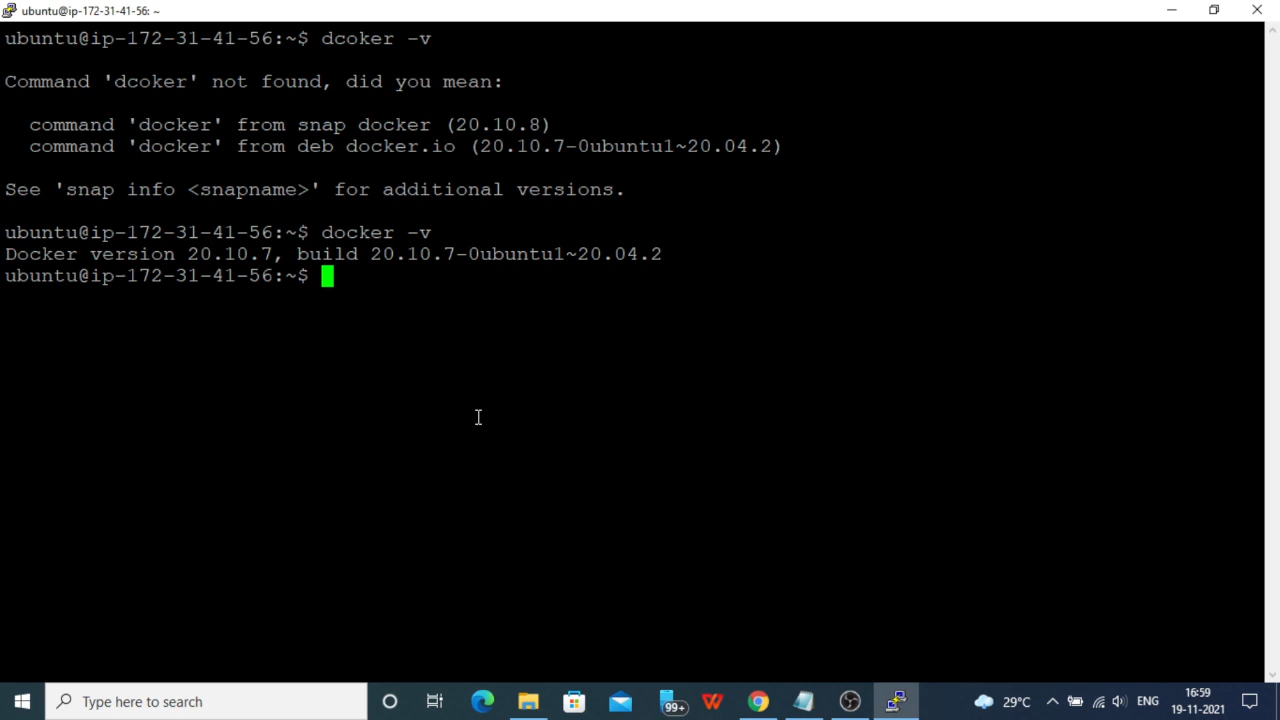 ubuntu@ip-172-31-41-56: ~
ubuntu@ip-172-31-41-56:~$ dcoker -v
Command 'dcoker' not found, did you mean:
command 'docker' from snap docker (20.10.8)
command 'docker' from deb docker.io (20.10.7-0ubuntu1~20.04.2)
See 'snap info <snapname>' for additional versions.
ubuntu@ip-172-31-41-56:~$ docker -v
Docker version 20.10.7, build 20.10.7-0ubuntu1~20.04.2
ubuntu@ip-172-31-41-56:~$
Type here to search
99+
29°C
ENG
16:59
19-11-2021